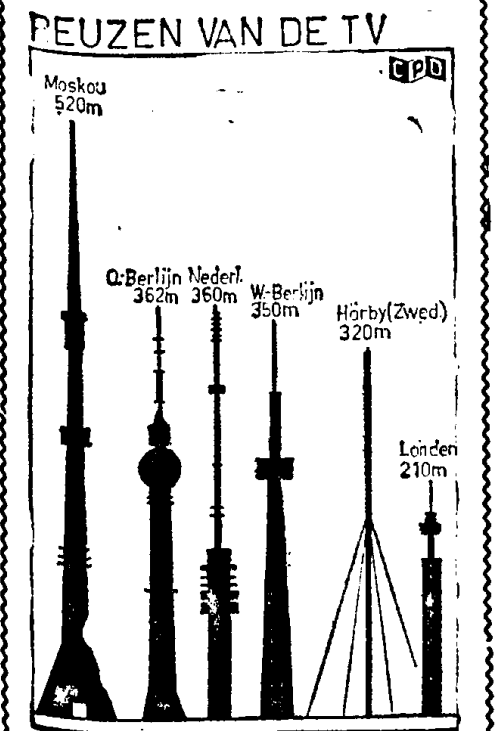 REUZEN VAN DE TV
CPD
Moskou
520m
O.-Berlijn
362m
Nederl.
360m
W.-Berlijn
350m
Hörby(Zwed.)
320m
Londen
210m